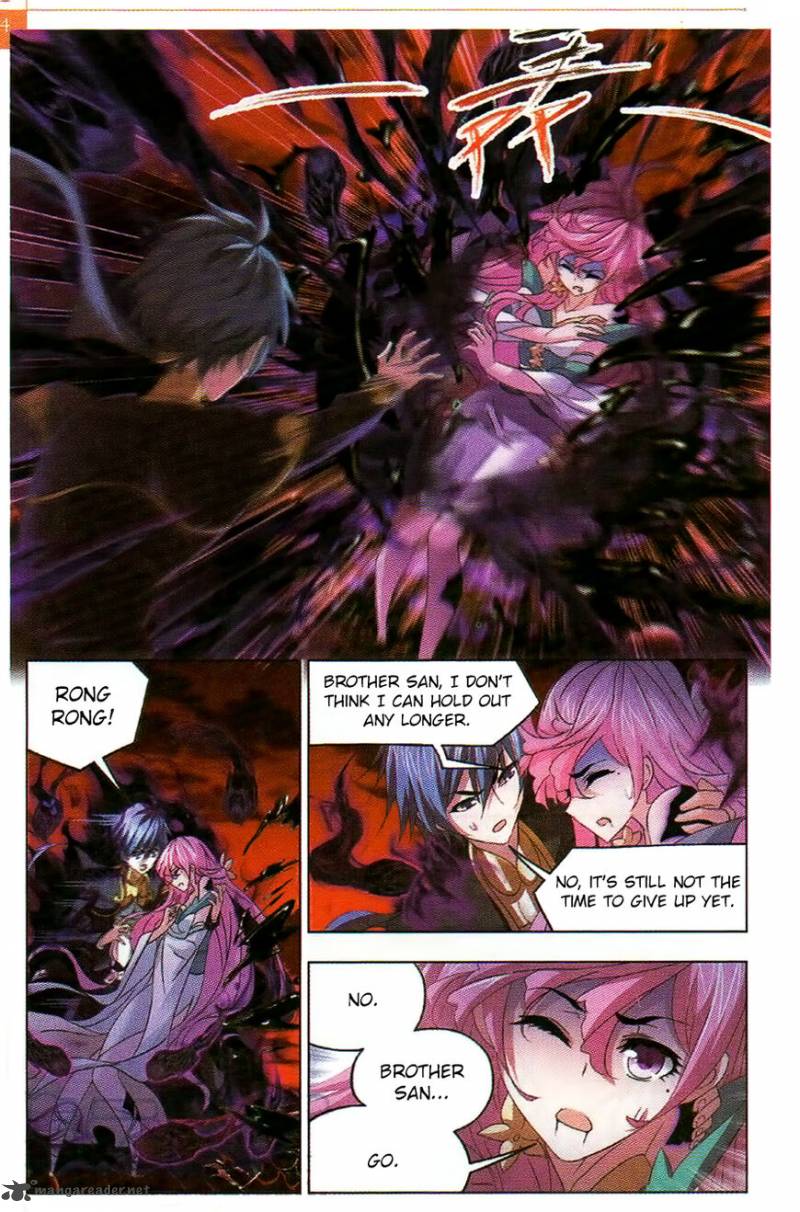 4
RONG
RONG!
BROTHER SAN, I DON'T
THINK I CAN HOLD OUT
ANY LONGER.
NO, IT'S STILL NOT THE
TIME TO GIVE UP YET.
NO.
BROTHER
SAN...
GO.
mangareader.net